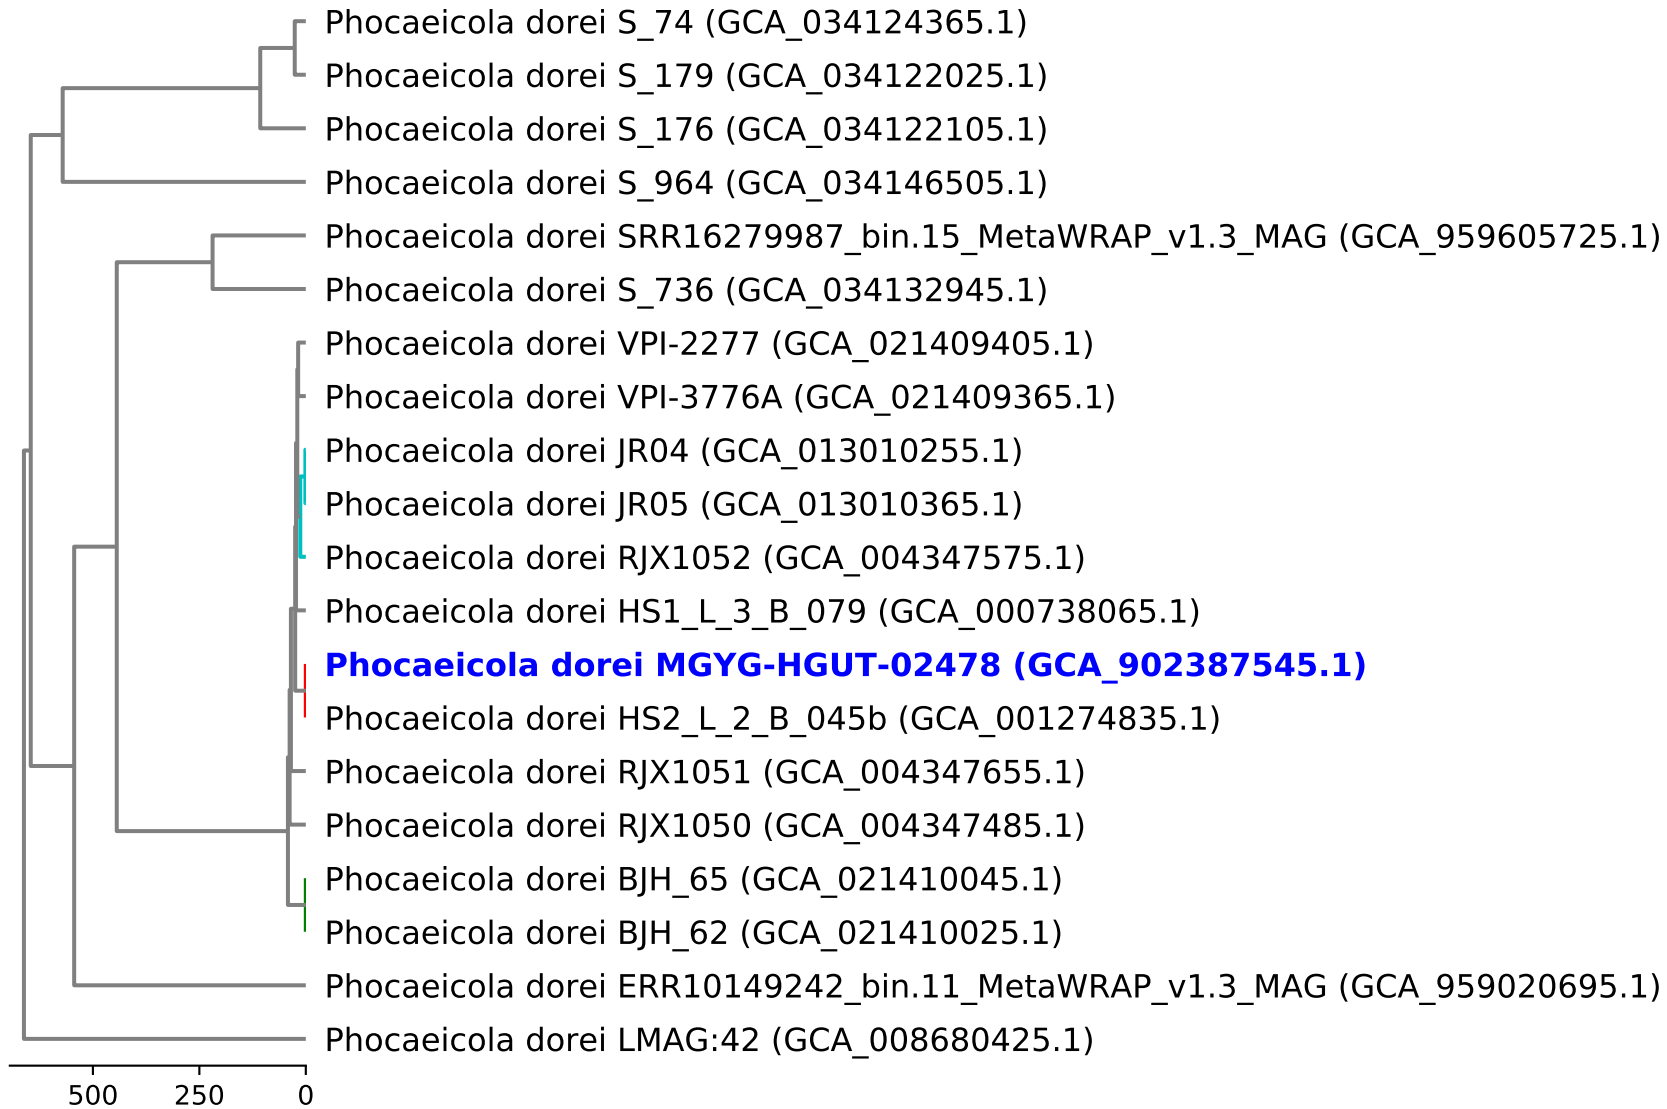 Phocaeicola dorei S_74 (GCA_034124365.1)
Phocaeicola dorei S_179 (GCA_034122025.1)
Phocaeicola dorei S_176 (GCA_034122105.1)
Phocaeicola dorei S_964 (GCA_034146505.1)
Phocaeicola dorei SRR16279987_bin.15_MetaWRAP_v1.3_MAG (GCA_959605725.1)
Phocaeicola dorei S_736 (GCA_034132945.1)
Phocaeicola dorei VPI-2277 (GCA_021409405.1)
Phocaeicola dorei VPI-3776A (GCA_021409365.1)
Phocaeicola dorei JR04 (GCA_013010255.1)
Phocaeicola dorei JR05 (GCA_013010365.1)
Phocaeicola dorei RJX1052 (GCA_004347575.1)
Phocaeicola dorei HS1_L_3_B_079 (GCA_000738065.1)
Phocaeicola dorei MGYG-HGUT-02478 (GCA_902387545.1)
Phocaeicola dorei HS2_L_2_B_045b (GCA_001274835.1)
Phocaeicola dorei RJX1051 (GCA_004347655.1)
Phocaeicola dorei RJX1050 (GCA_004347485.1)
Phocaeicola dorei BJH_65 (GCA_021410045.1)
Phocaeicola dorei BJH_62 (GCA_021410025.1)
Phocaeicola dorei ERR10149242_bin.11_MetaWRAP_v1.3_MAG (GCA_959020695.1)
Phocaeicola dorei LMAG:42 (GCA_008680425.1)
500 250 0